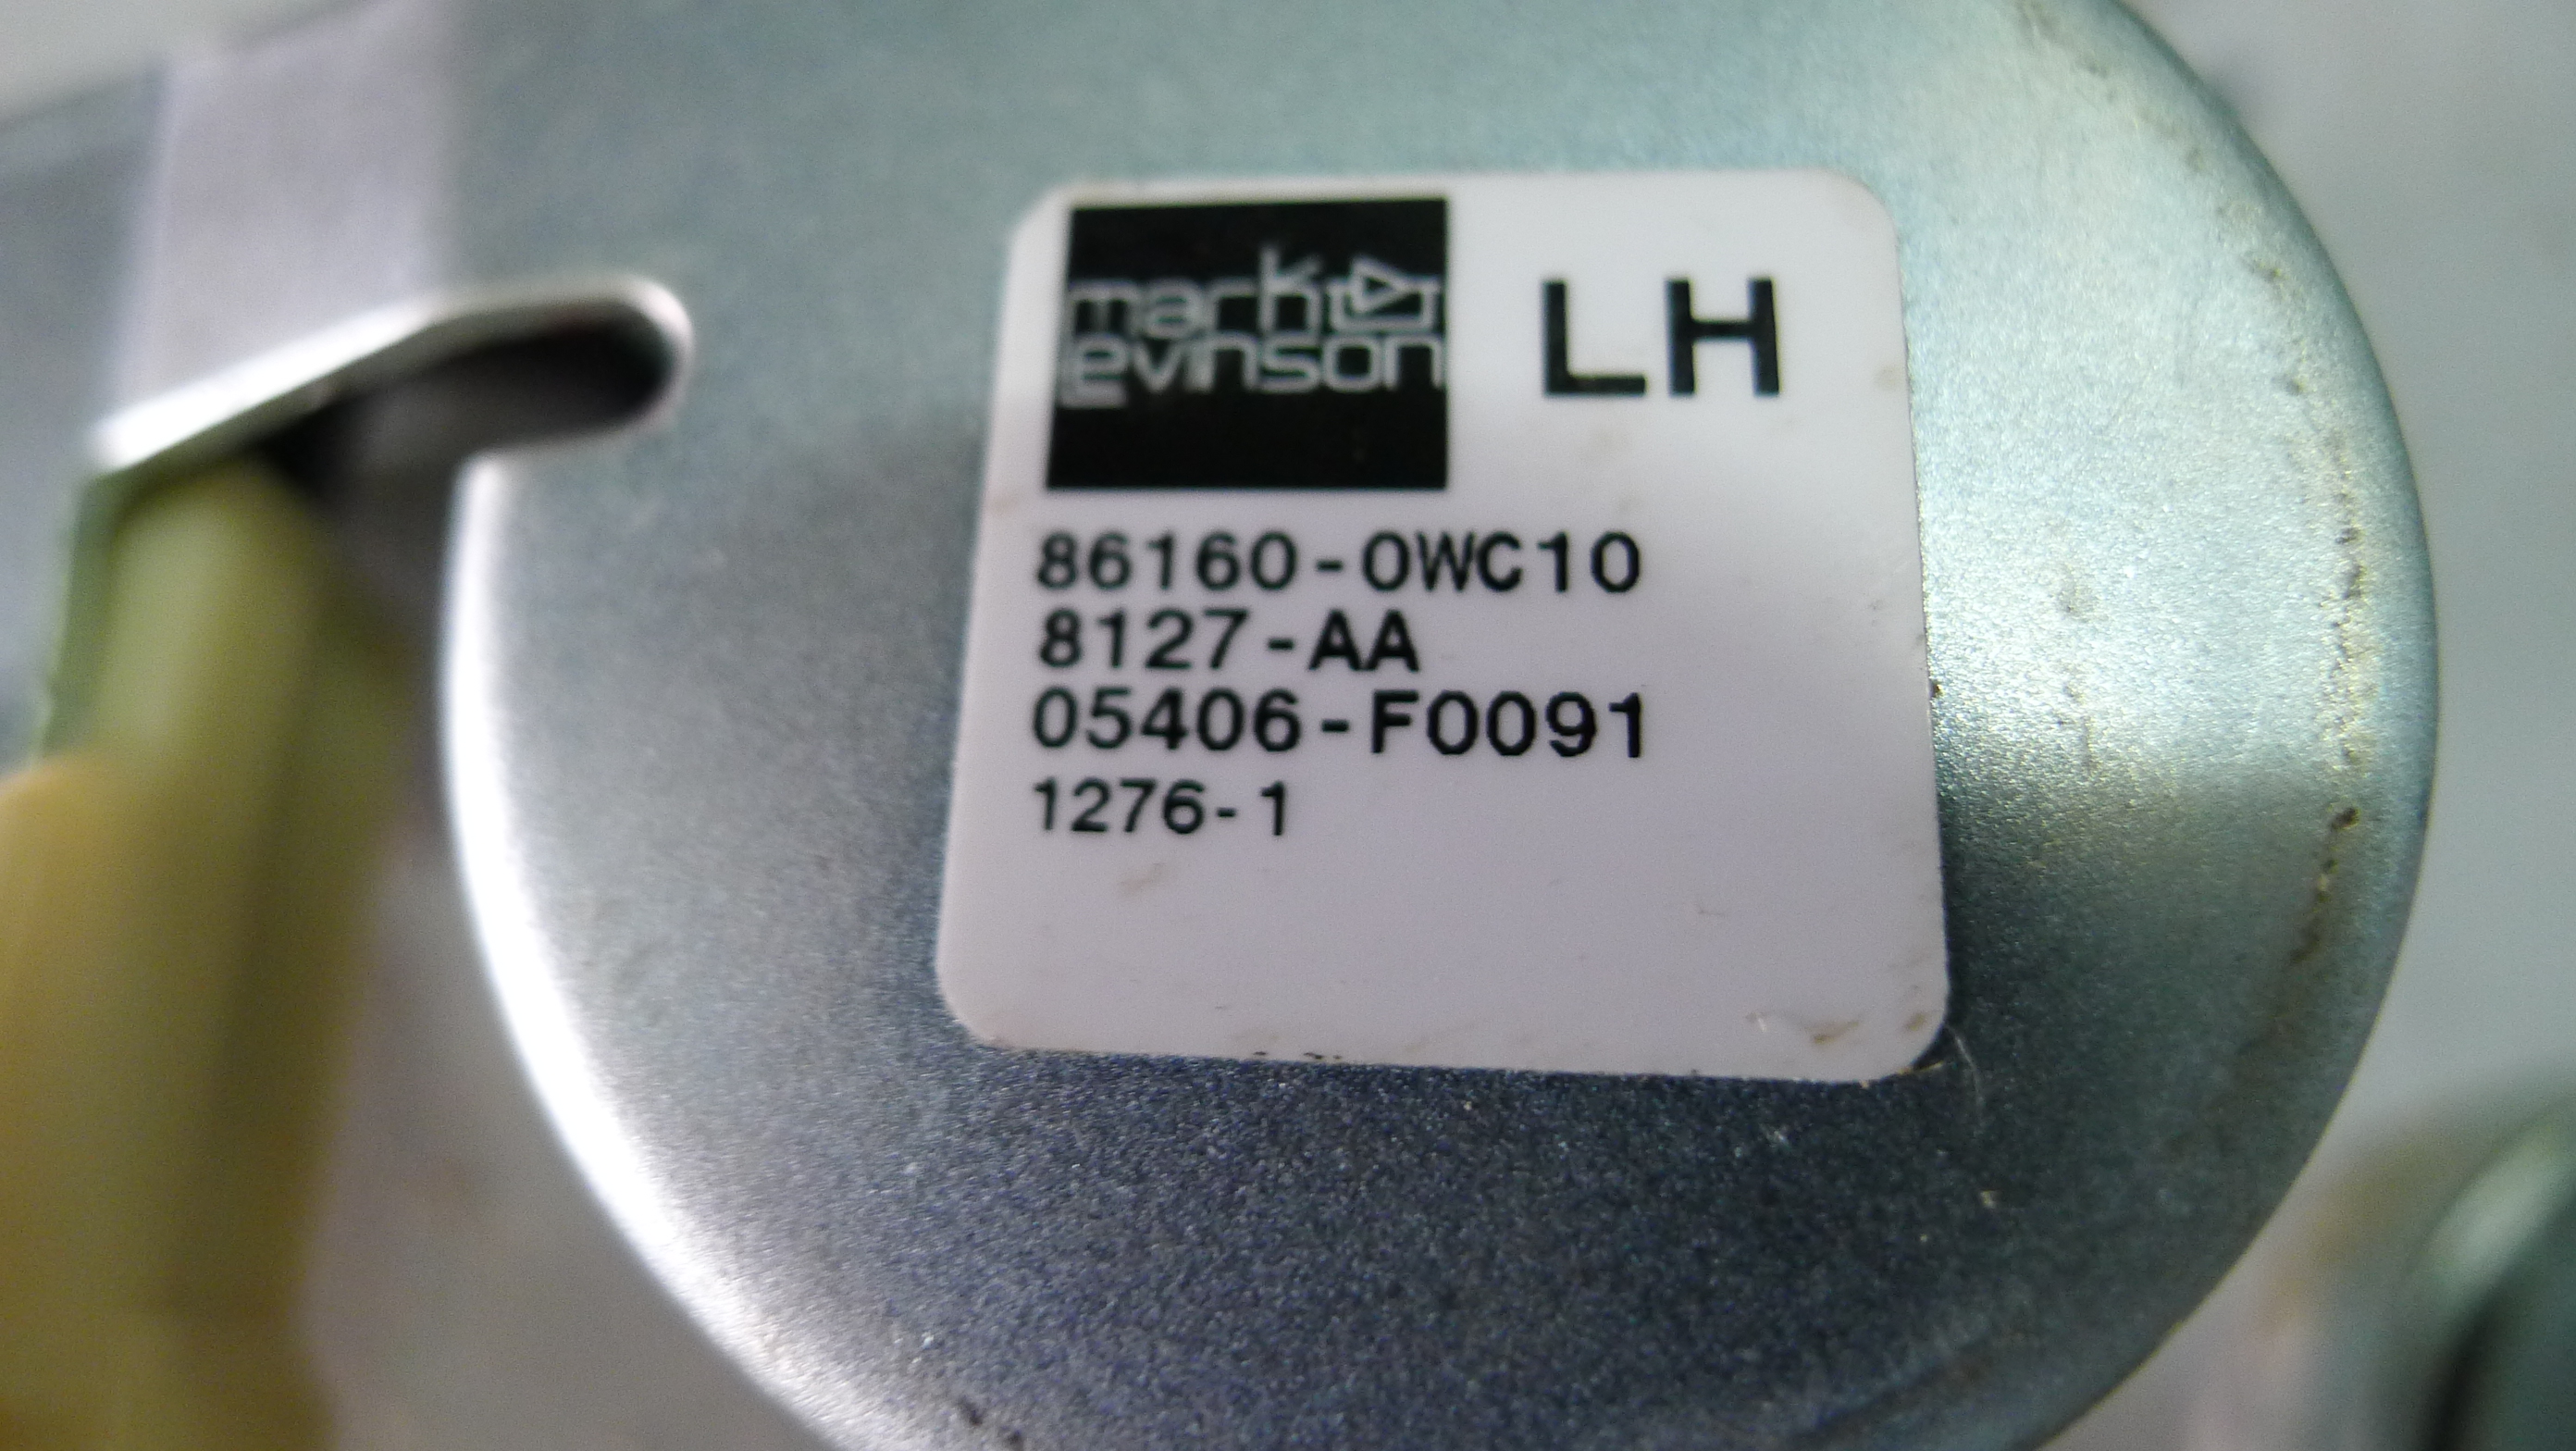 mark
levinson
LH
86160-0WC10
8127-AA
05406-F0091
1276-1